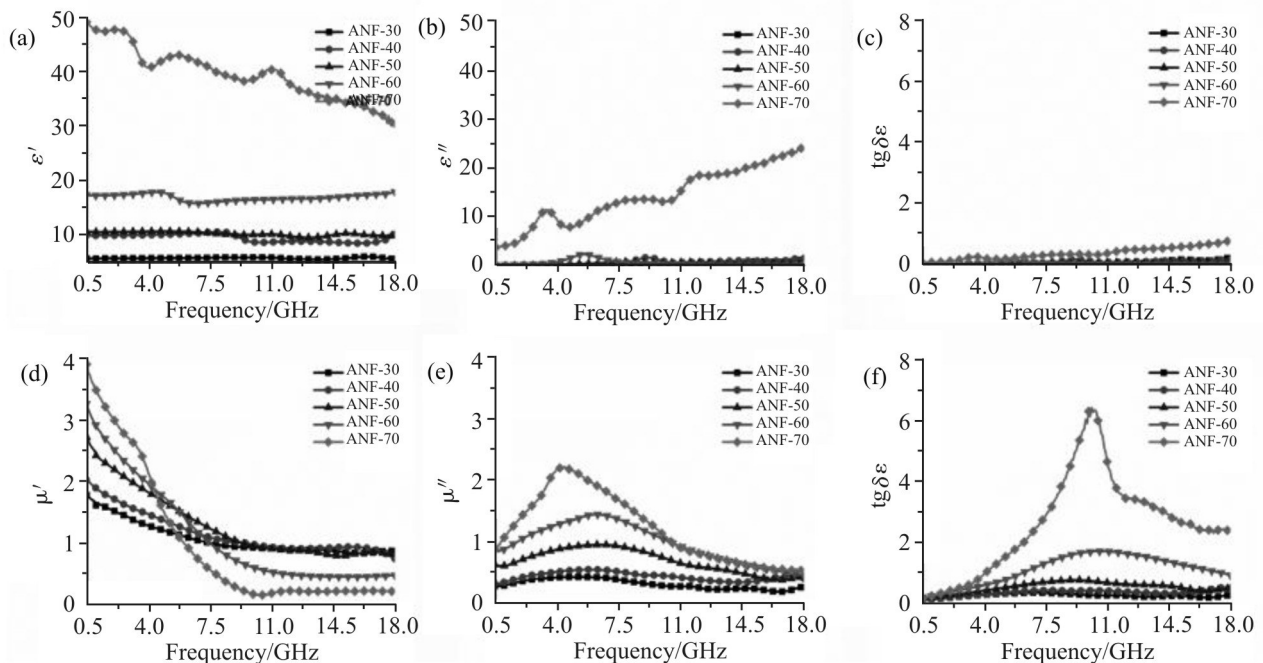 (a)
50
40
30
20
10
ε′
ANF-30
ANF-40
ANF-50
ANF-60
ANF-70
0.5 4.0 7.5 11.0 14.5 18.0
Frequency/GHz
(b)
50
40
30
20
10
0
ε″
ANF-30
ANF-40
ANF-50
ANF-60
ANF-70
0.5 4.0 7.5 11.0 14.5 18.0
Frequency/GHz
(c)
8
6
4
2
0
tgδε
ANF-30
ANF-40
ANF-50
ANF-60
ANF-70
0.5 4.0 7.5 11.0 14.5 18.0
Frequency/GHz
(d)
4
3
2
1
0
μ′
ANF-30
ANF-40
ANF-50
ANF-60
ANF-70
0.5 4.0 7.5 11.0 14.5 18.0
Frequency/GHz
(e)
4
3
2
1
0
μ″
ANF-30
ANF-40
ANF-50
ANF-60
ANF-70
0.5 4.0 7.5 11.0 14.5 18.0
Frequency/GHz
(f)
8
6
4
2
0
tgδε
ANF-30
ANF-40
ANF-50
ANF-60
ANF-70
0.5 4.0 7.5 11.0 14.5 18.0
Frequency/GHz